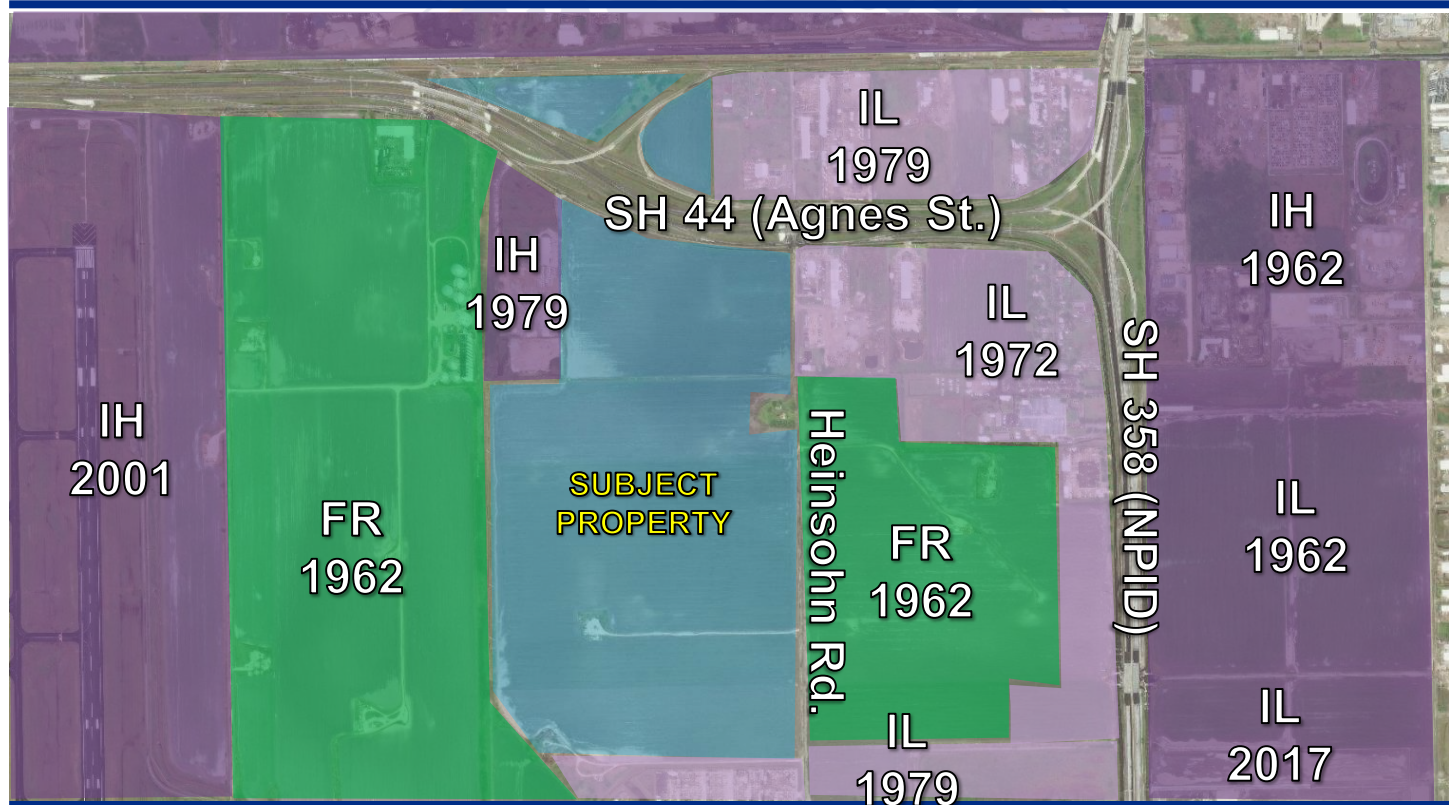 IL
1979
SH 44 (Agnes St.)
IH
1962
IH
1979
IL
1972
SH 358 (NPID)
IH
2001
Heinsohn Rd.
SUBJECT
PROPERTY
FR
1962
FR
1962
IL
1962
IL
2017
IL
1979